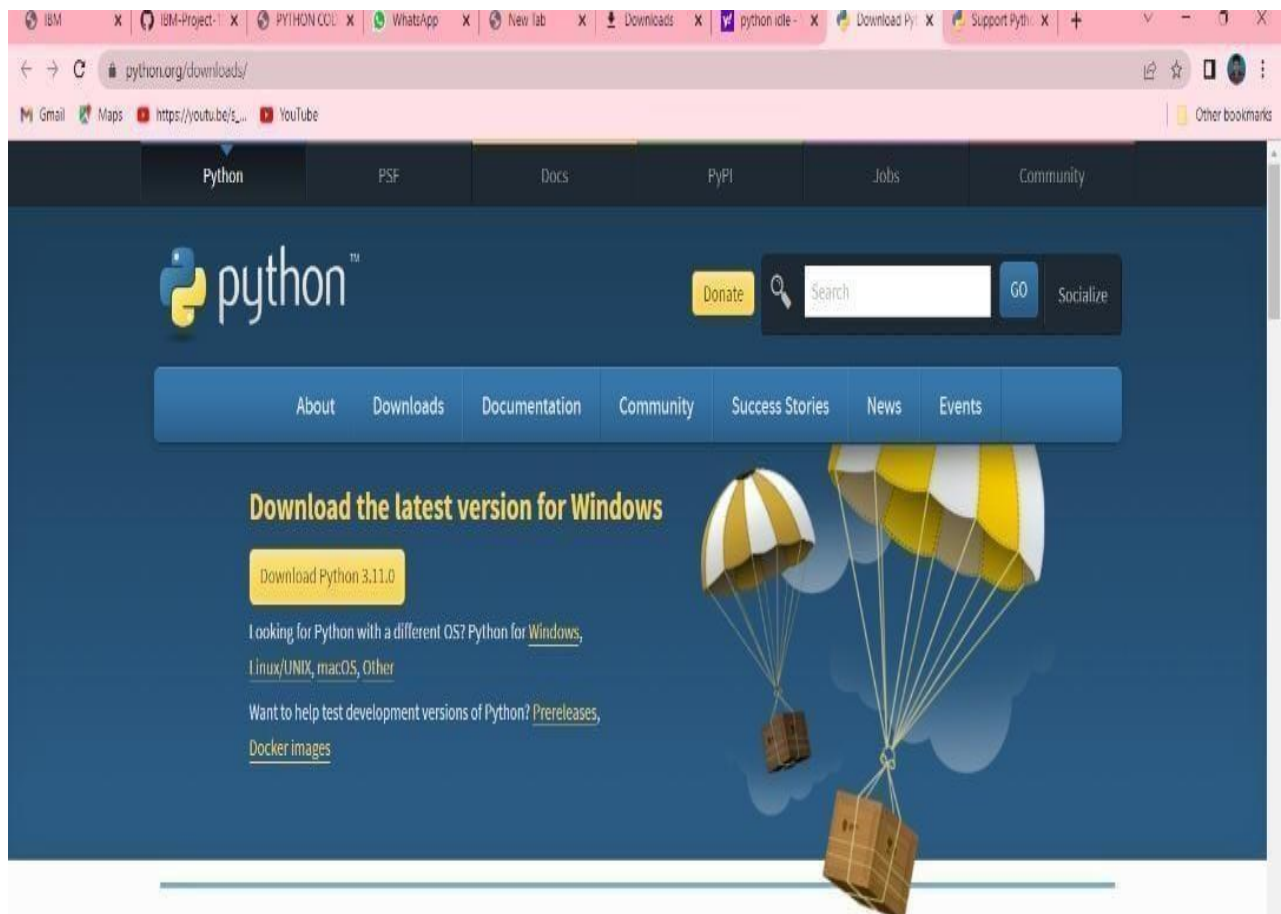 IBM
IBM-Project-
PYTHON COD
WhatsApp
New Tab
Downloads
python idle -
Download Pyt
Support Pytho
python.org/downloads/
Gmail
Maps
https://youtu.be/s_...
YouTube
Other bookmarks
Python
PSF
Docs
PyPI
Jobs
Community
python™
Donate
Search
GO
Socialize
About
Downloads
Documentation
Community
Success Stories
News
Events
Download the latest version for Windows
Download Python 3.11.0
Looking for Python with a different OS? Python for Windows,
Linux/UNIX, macOS, Other
Want to help test development versions of Python? Prereleases,
Docker images